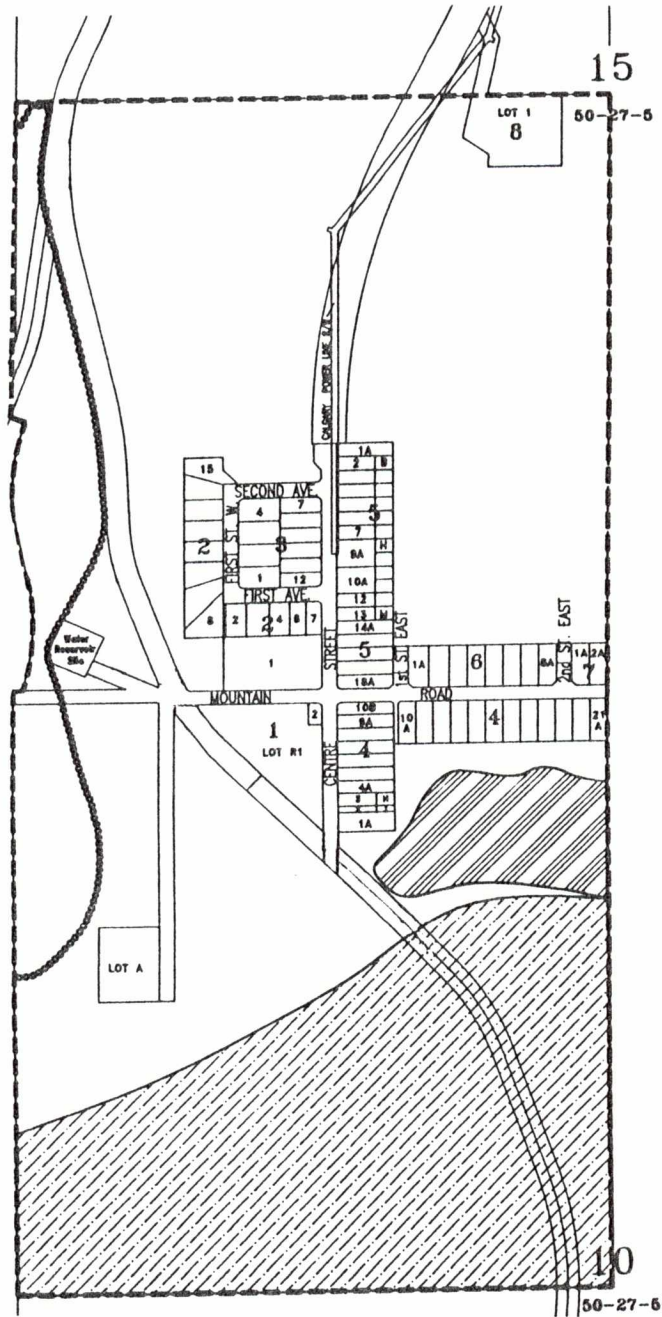 15
LOT 1
8
50-27-5
CALGARY POWER LINE R/W
1A
2
15
SECOND AVE.
4
7
FIRST ST. W.
2
3
5
7
9A
1
12
10A
FIRST AVE.
12
13
14A
8
2
2
4
6
7
STREET
1ST ST. EAST
2nd ST. EAST
5
1A
6
8A
1A
2A
7
Water
Reservoir
Site
1
18A
MOUNTAIN
ROAD
10B
9A
1
2
LOT R1
4
10
A
4
21
A
CENTRE
4A
1A
LOT A
10
50-27-5